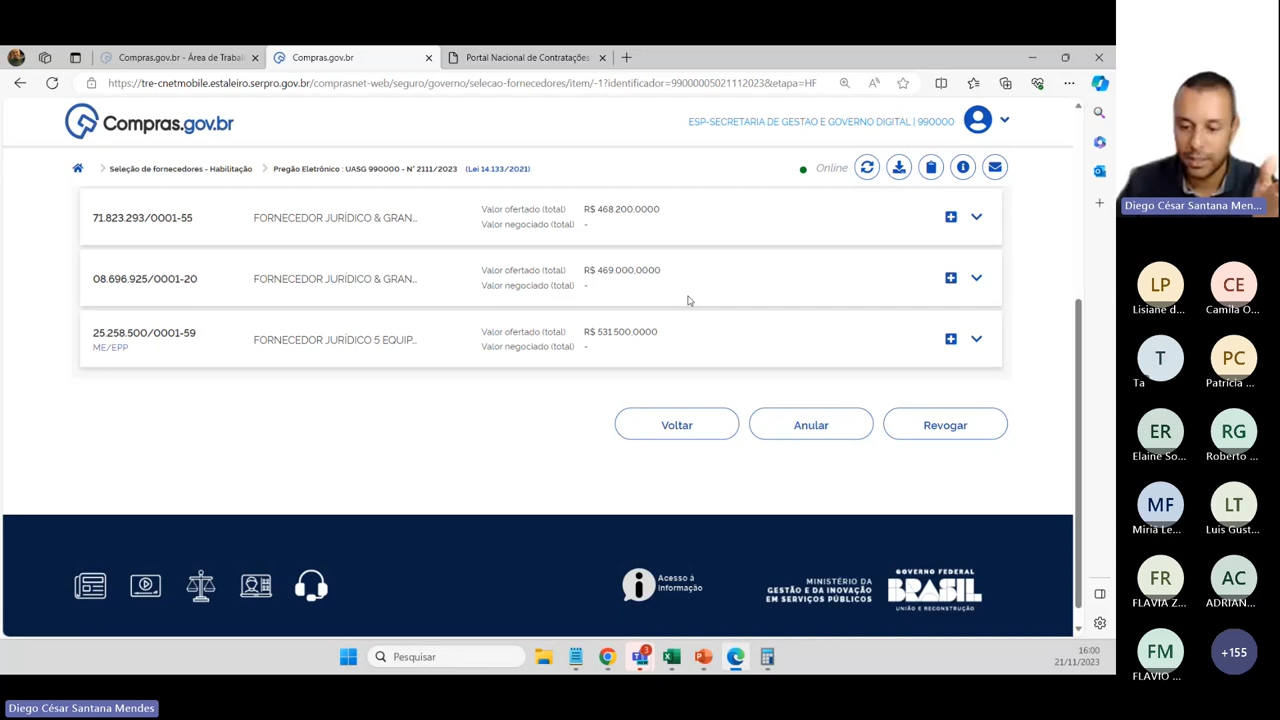 Compras.gov.br - Área de Trabal
Compras.gov.br
Portal Nacional de Contratações
https://tre-cnetmobile.estaleiro.serpro.gov.br/comprasnet-web/seguro/governo/selecao-fornecedores/item/-1?identificador=99000005021112023&etapa=HF
Compras.gov.br
ESP-SECRETARIA DE GESTAO E GOVERNO DIGITAL | 990000
Seleção de fornecedores - Habilitação
Pregão Eletrônico : UASG 990000 - N° 2111/2023 (Lei 14.133/2021)
Online
71.823.293/0001-55
FORNECEDOR JURÍDICO & GRAN...
Valor ofertado (total) R$ 468.200,0000
Valor negociado (total) -
08.696.925/0001-20
FORNECEDOR JURÍDICO & GRAN...
Valor ofertado (total) R$ 469.000,0000
Valor negociado (total) -
25.258.500/0001-59
ME/EPP
FORNECEDOR JURÍDICO 5 EQUIP...
Valor ofertado (total) R$ 531.500,0000
Valor negociado (total) -
Voltar
Anular
Revogar
Acesso à
Informação
MINISTÉRIO DA
GESTÃO E DA INOVAÇÃO
EM SERVIÇOS PÚBLICOS
GOVERNO FEDERAL
BRASIL
UNIÃO E RECONSTRUÇÃO
Pesquisar
3
16:00
21/11/2023
Diego César Santana Men...
LP
Lisiane d...
CE
Camila O...
T
Ta
PC
Patrícia ...
ER
Elaine So...
RG
Roberto ...
MF
Miriã Le...
LT
Luis Gust...
FR
FLAVIA Z...
AC
ADRIAN...
FM
FLAVIO ...
+155
Diego César Santana Mendes